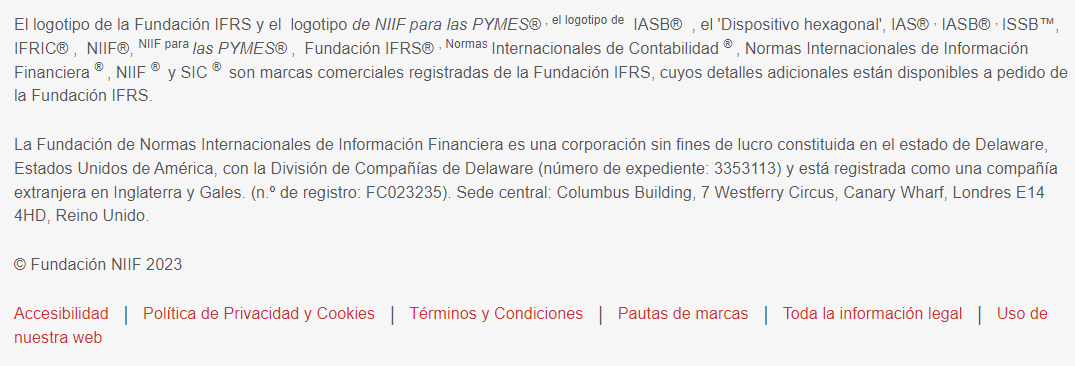 El logotipo de la Fundación IFRS y el logotipo de NIIF para las PYMES® , el logotipo de IASB® , el 'Dispositivo hexagonal', IAS® , IASB® , ISSB™,
IFRIC® , NIIF®, NIIF para las PYMES® , Fundación IFRS® , Normas Internacionales de Contabilidad ® , Normas Internacionales de Información
Financiera ® , NIIF ® y SIC ® son marcas comerciales registradas de la Fundación IFRS, cuyos detalles adicionales están disponibles a pedido de
la Fundación IFRS.
La Fundación de Normas Internacionales de Información Financiera es una corporación sin fines de lucro constituida en el estado de Delaware,
Estados Unidos de América, con la División de Compañías de Delaware (número de expediente: 3353113) y está registrada como una compañía
extranjera en Inglaterra y Gales. (n.º de registro: FC023235). Sede central: Columbus Building, 7 Westferry Circus, Canary Wharf, Londres E14
4HD, Reino Unido.
© Fundación NIIF 2023
Accesibilidad | Política de Privacidad y Cookies | Términos y Condiciones | Pautas de marcas | Toda la información legal | Uso de
nuestra web